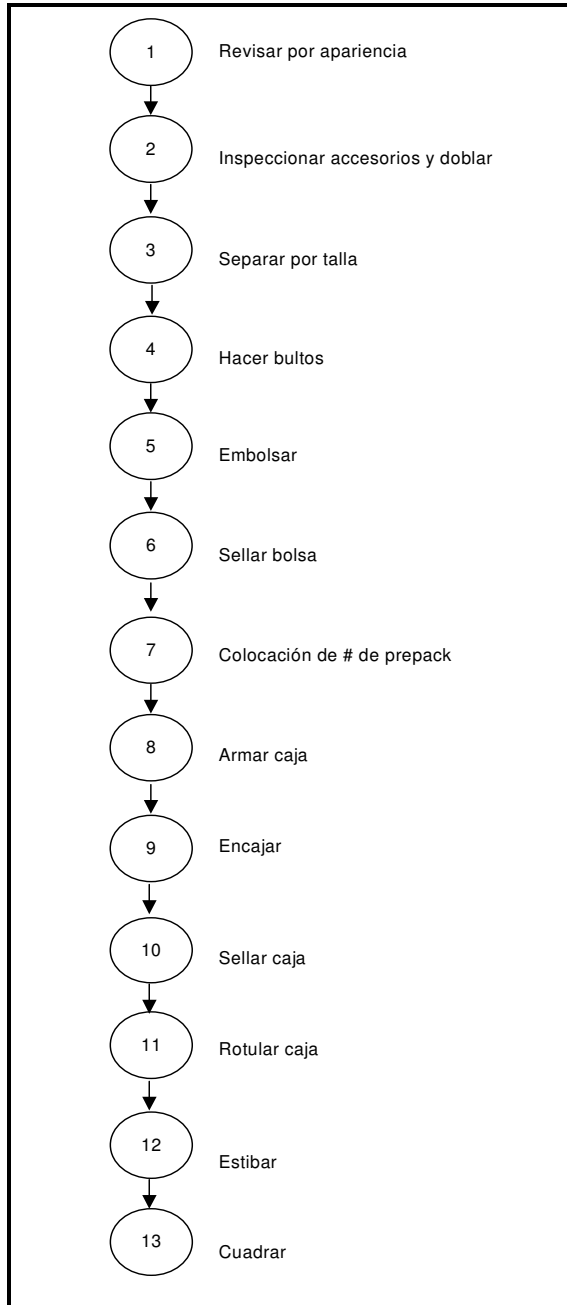 1 Revisar por apariencia
2 Inspeccionar accesorios y doblar
3 Separar por talla
4 Hacer bultos
5 Embolsar
6 Sellar bolsa
7 Colocación de # de prepack
8 Armar caja
9 Encajar
10 Sellar caja
11 Rotular caja
12 Estibar
13 Cuadrar